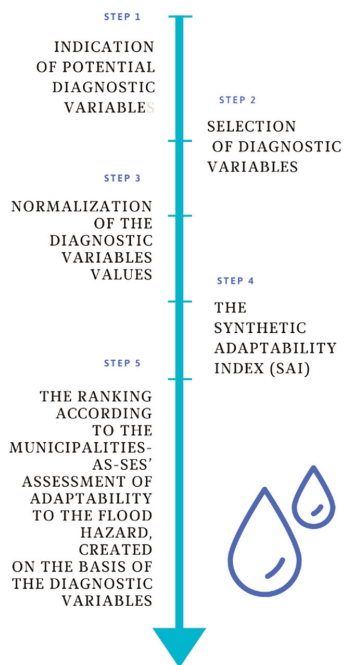 STEP 1
INDICATION
OF POTENTIAL
DIAGNOSTIC
VARIABLES
STEP 2
SELECTION
OF DIAGNOSTIC
VARIABLES
STEP 3
NORMALIZATION
OF THE
DIAGNOSTIC
VARIABLES
VALUES
STEP 4
THE
SYNTHETIC
ADAPTABILITY
INDEX (SAI)
STEP 5
THE RANKING
ACCORDING
TO THE
MUNICIPALITIES-
AS-SES'
ASSESSMENT OF
ADAPTABILITY
TO THE FLOOD
HAZARD,
CREATED
ON THE BASIS OF
THE DIAGNOSTIC
VARIABLES